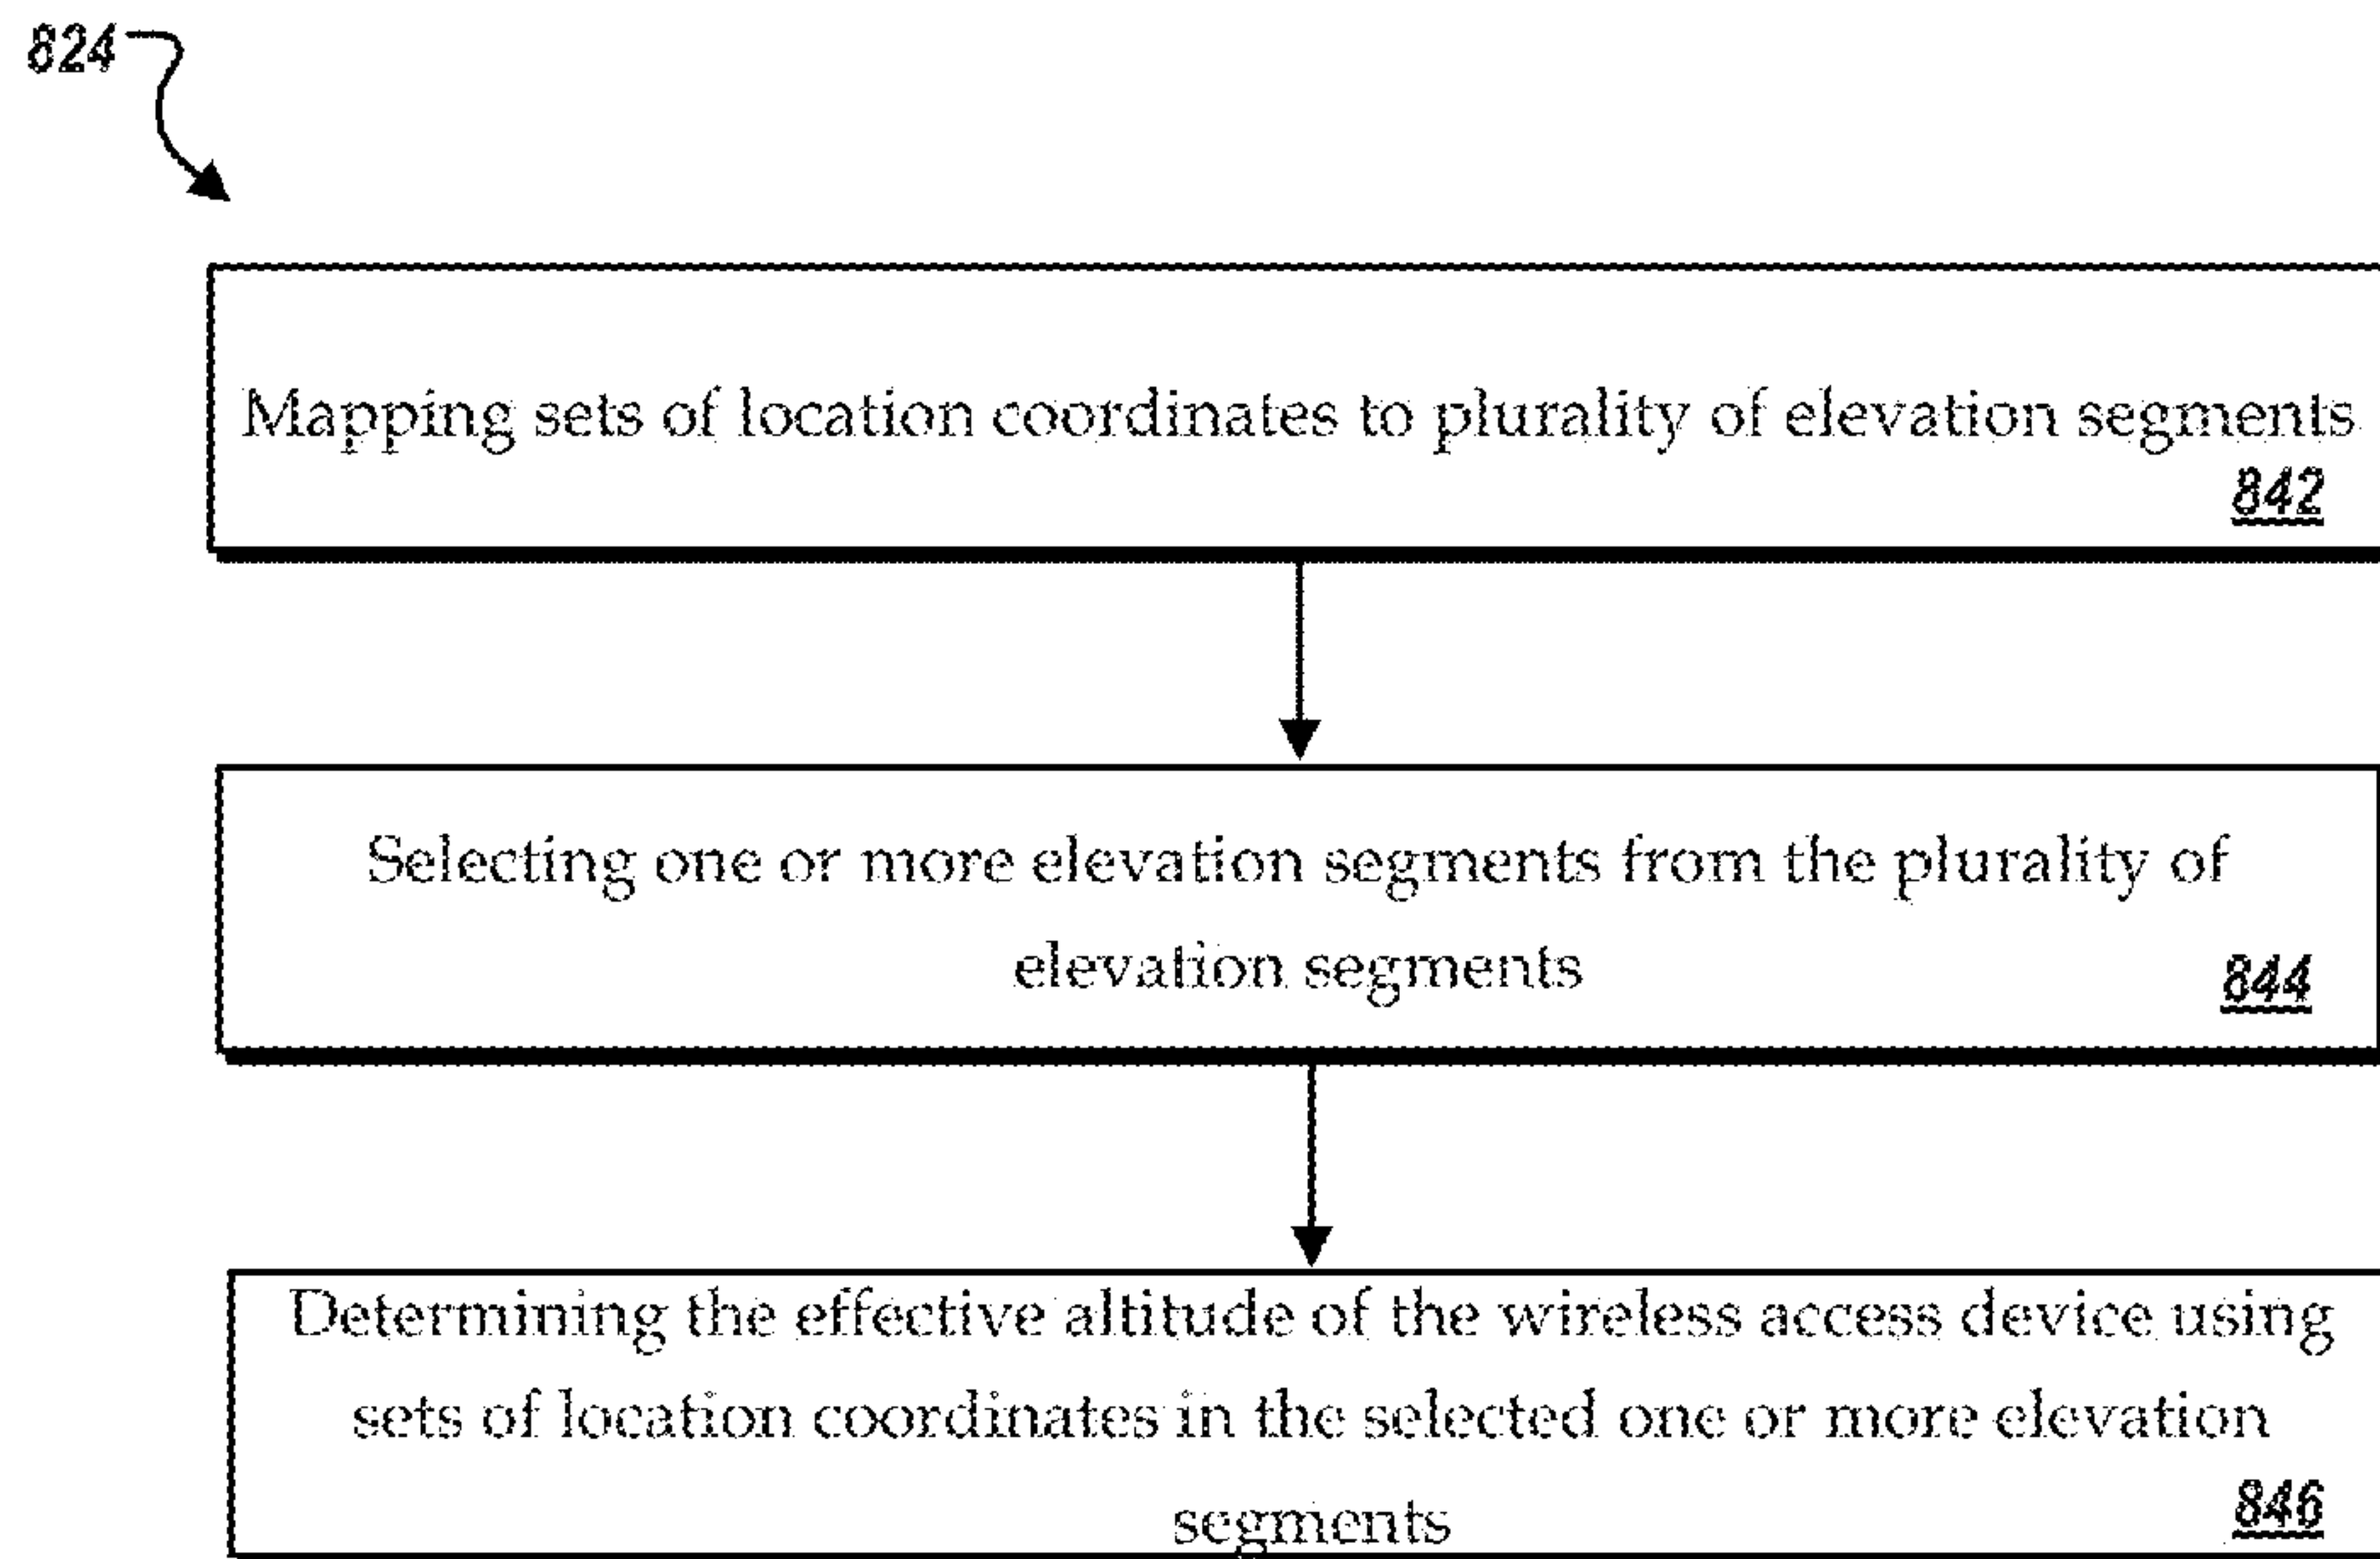 824
Mapping sets of location coordinates to plurality of elevation segments
842
Selecting one or more elevation segments from the plurality of
elevation segments
844
Determining the effective altitude of the wireless access device using
sets of location coordinates in the selected one or more elevation
segments
846